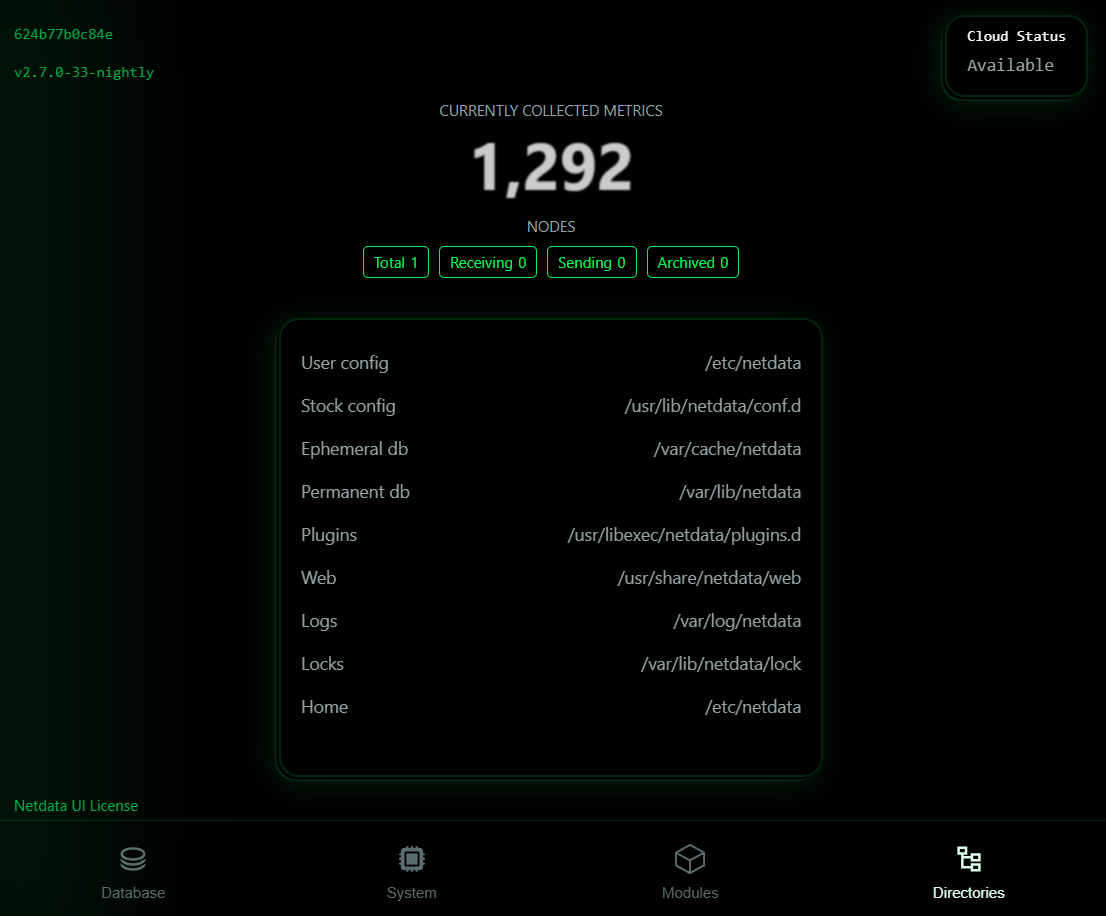 624b77b0c84e
v2.7.0-33-nightly
Cloud Status
Available
CURRENTLY COLLECTED METRICS
1,292
NODES
Total 1 Receiving 0 Sending 0 Archived 0
User config /etc/netdata
Stock config /usr/lib/netdata/conf.d
Ephemeral db /var/cache/netdata
Permanent db /var/lib/netdata
Plugins /usr/libexec/netdata/plugins.d
Web /usr/share/netdata/web
Logs /var/log/netdata
Locks /var/lib/netdata/lock
Home /etc/netdata
Netdata UI License
Database System Modules Directories